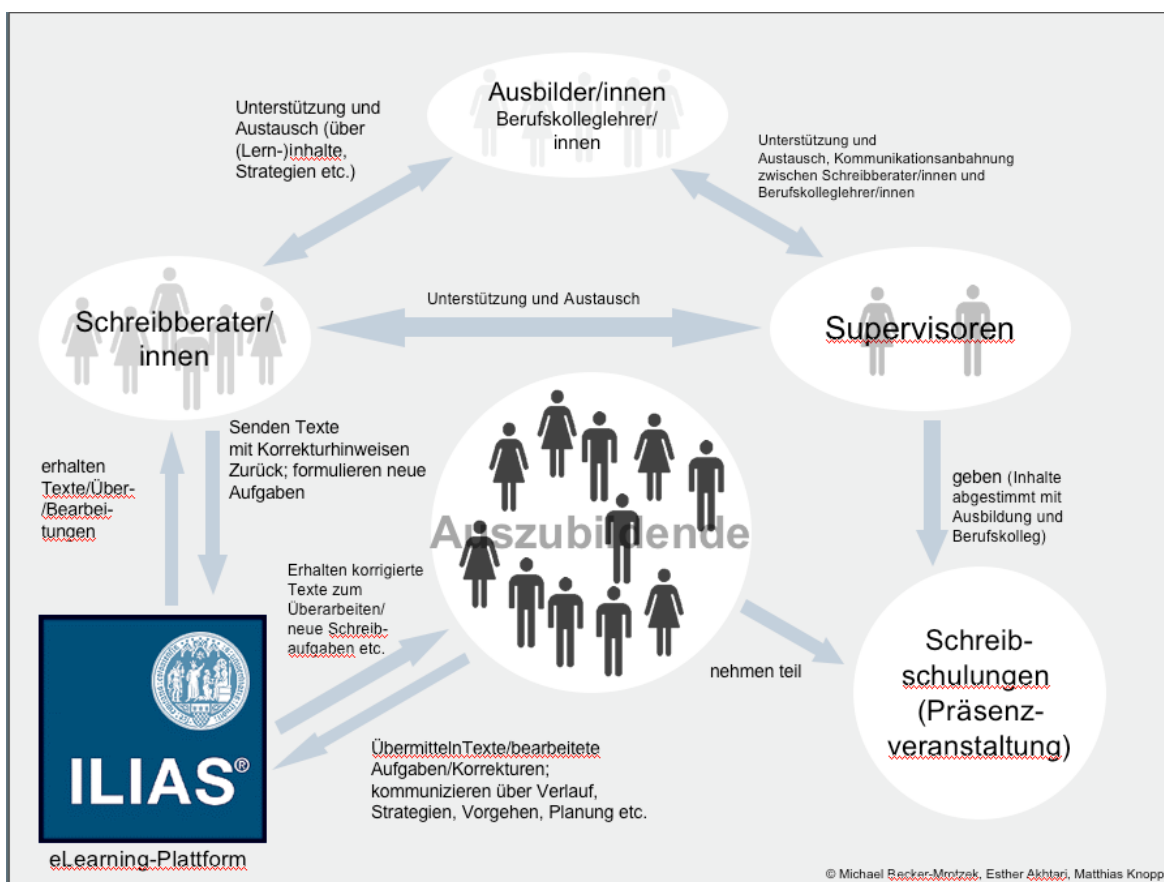 Ausbilder/innen
Berufskolleglehrer/
innen
Unterstützung und
Austausch (über
(Lern-)inhalte,
Strategien etc.)
Unterstützung und
Austausch, Kommunikationsanbahnung
zwischen Schreibberater/innen und
Berufskolleglehrer/innen
Schreibberater/
innen
Unterstützung und Austausch
Supervisoren
erhalten
Texte/Über-
/Bearbei-
tungen
Senden Texte
mit Korrekturhinweisen
Zurück; formulieren neue
Aufgaben
Auszubildende
geben (Inhalte
abgestimmt mit
Ausbildung und
Berufskolleg)
Erhalten korrigierte
Texte zum
Überarbeiten/
neue Schreib-
aufgaben etc.
nehmen teil
Schreib-
schulungen
(Präsenz-
veranstaltung)
ILIAS®
eLearning-Plattform
ÜbermittelnTexte/bearbeitete
Aufgaben/Korrekturen;
kommunizieren über Verlauf,
Strategien, Vorgehen, Planung etc.
© Michael Becker-Mrotzek, Esther Akhtari, Matthias Knopp